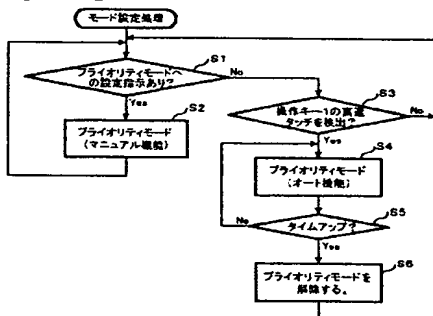 モード設定処理
S1
プライオリティモードへ
の設定指示あり?
No
Yes
S2
プライオリティモード
(マニュアル機能)
S3
操作キー1の高速
タッチを検出?
No
Yes
S4
プライオリティモード
(オート機能)
S5
タイムアップ?
No
Yes
S6
プライオリティモードを
解除する。